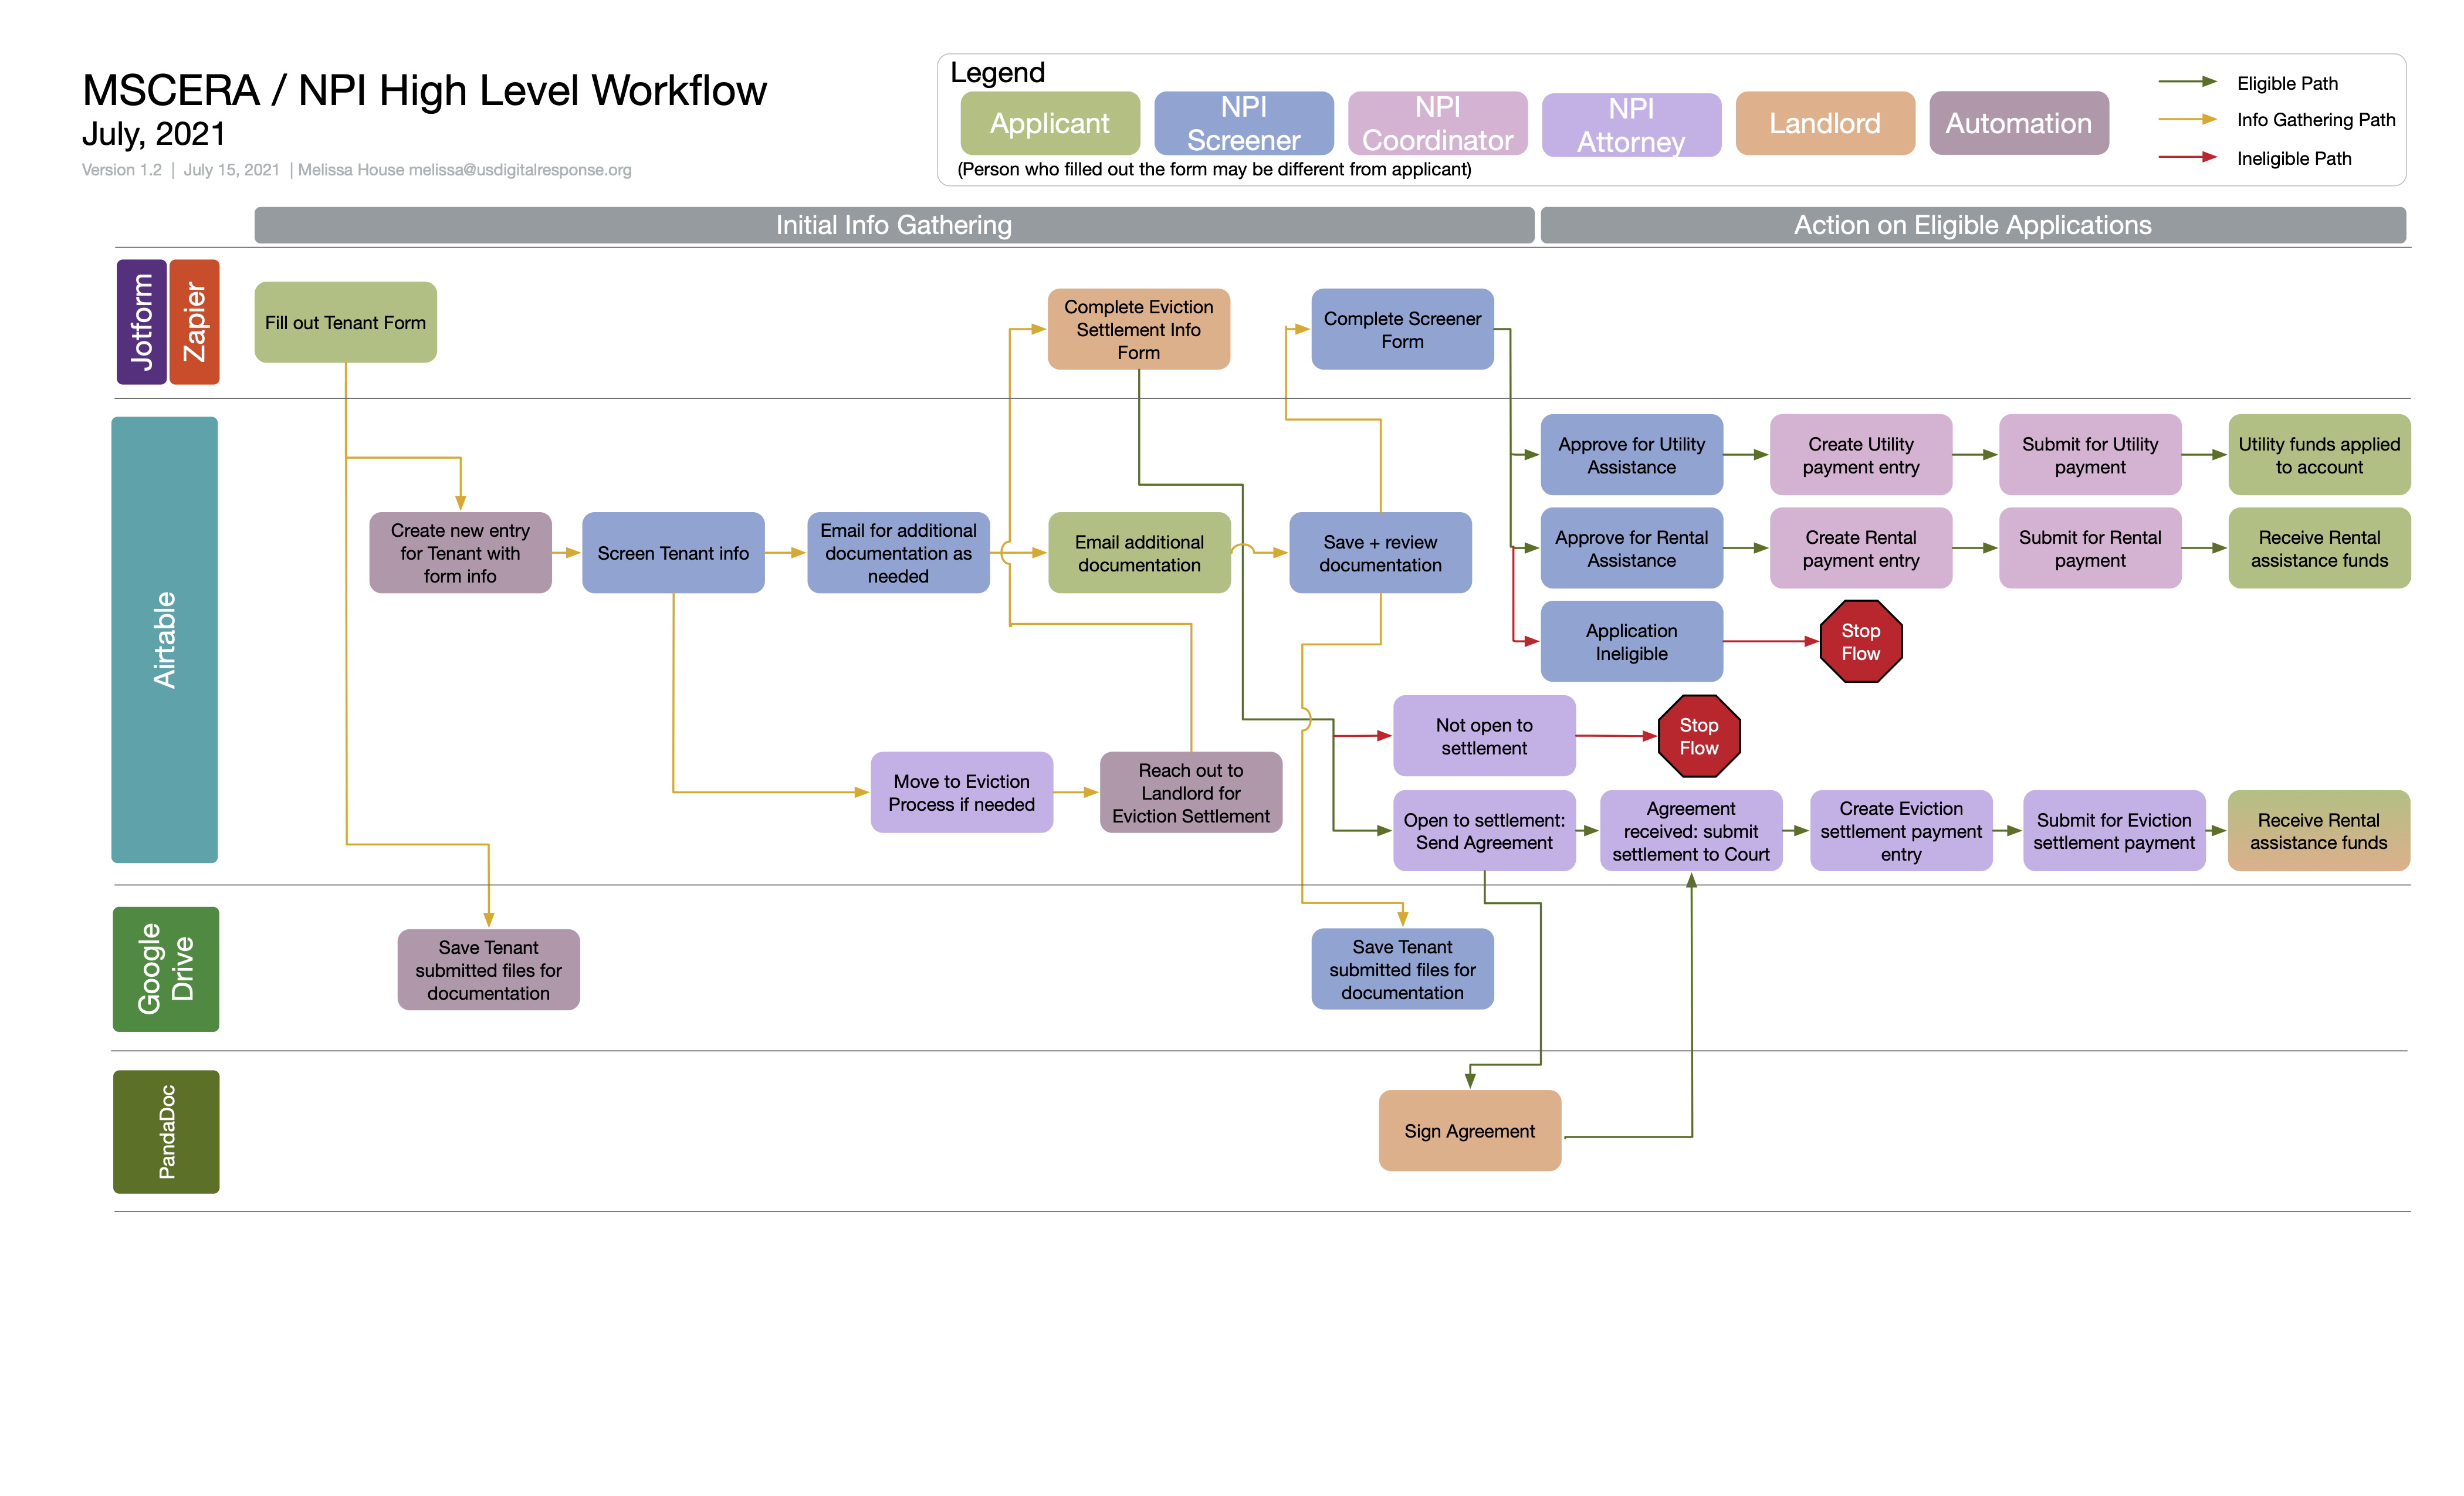 MSCERA / NPI High Level Workflow
July, 2021
Version 1.2 | July 15, 2021 | Melissa House melissa@usdigitalresponse.org
Legend
Applicant
NPI
Screener
NPI
Coordinator
NPI
Attorney
Landlord
Automation
(Person who filled out the form may be different from applicant)
Eligible Path
Info Gathering Path
Ineligible Path
Initial Info Gathering
Action on Eligible Applications
Jotform
Zapier
Fill out Tenant Form
Complete Eviction
Settlement Info
Form
Complete Screener
Form
Airtable
Approve for Utility
Assistance
Create Utility
payment entry
Submit for Utility
payment
Utility funds applied
to account
Create new entry
for Tenant with
form info
Screen Tenant info
Email for additional
documentation as
needed
Email additional
documentation
Save + review
documentation
Approve for Rental
Assistance
Create Rental
payment entry
Submit for Rental
payment
Receive Rental
assistance funds
Application
Ineligible
Stop
Flow
Not open to
settlement
Stop
Flow
Move to Eviction
Process if needed
Reach out to
Landlord for
Eviction Settlement
Open to settlement:
Send Agreement
Agreement
received: submit
settlement to Court
Create Eviction
settlement payment
entry
Submit for Eviction
settlement payment
Receive Rental
assistance funds
Google
Drive
Save Tenant
submitted files for
documentation
Save Tenant
submitted files for
documentation
PandaDoc
Sign Agreement